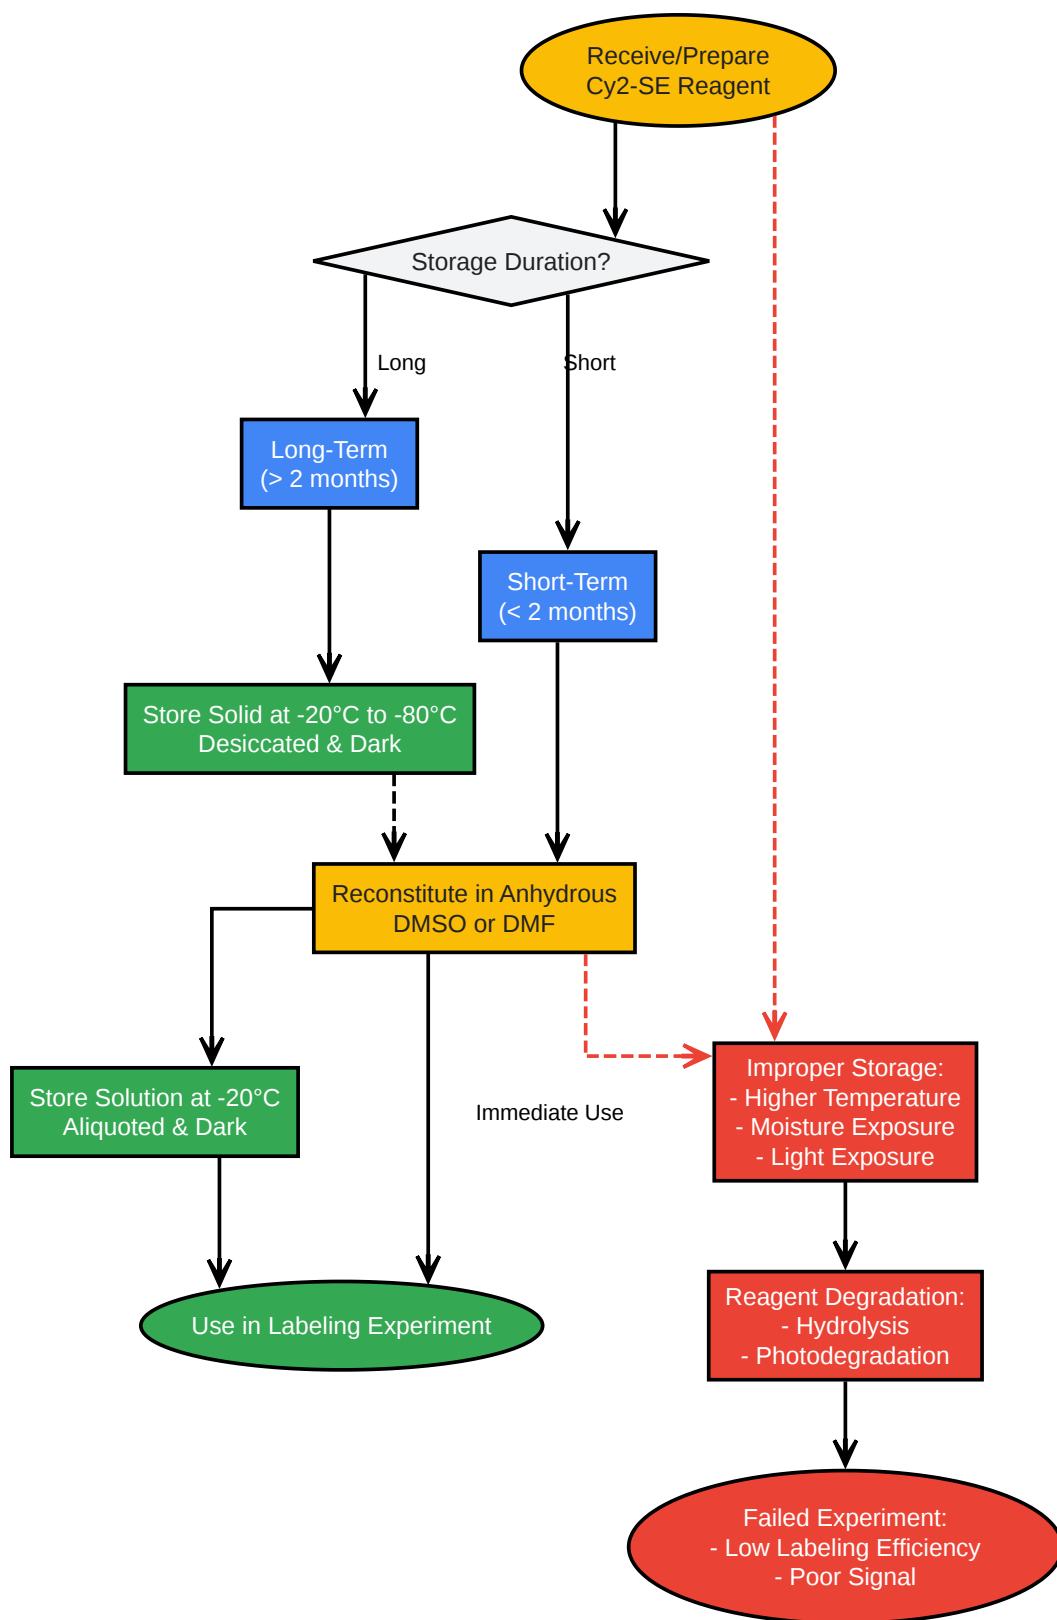 Receive/Prepare
Cy2-SE Reagent
Storage Duration?
Long
Short
Long-Term
(> 2 months)
Short-Term
(< 2 months)
Store Solid at -20°C to -80°C
Desiccated & Dark
Reconstitute in Anhydrous
DMSO or DMF
Store Solution at -20°C
Aliquoted & Dark
Immediate Use
Improper Storage:
- Higher Temperature
- Moisture Exposure
- Light Exposure
Use in Labeling Experiment
Reagent Degradation:
- Hydrolysis
- Photodegradation
Failed Experiment:
- Low Labeling Efficiency
- Poor Signal